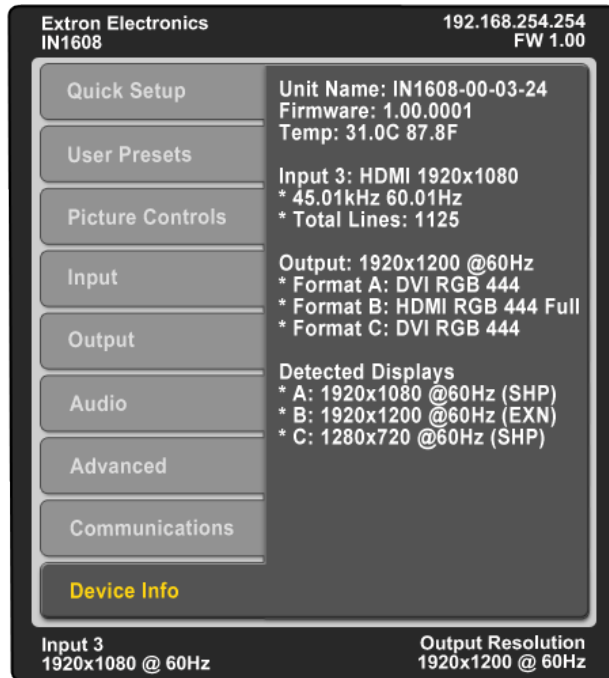 Extron Electronics
IN1608
192.168.254.254
FW 1.00
Quick Setup
User Presets
Picture Controls
Input
Output
Audio
Advanced
Communications
Device Info
Unit Name: IN1608-00-03-24
Firmware: 1.00.0001
Temp: 31.0C 87.8F
Input 3: HDMI 1920x1080
* 45.01kHz 60.01Hz
* Total Lines: 1125
Output: 1920x1200 @60Hz
* Format A: DVI RGB 444
* Format B: HDMI RGB 444 Full
* Format C: DVI RGB 444
Detected Displays
* A: 1920x1080 @60Hz (SHP)
* B: 1920x1200 @60Hz (EXN)
* C: 1280x720 @60Hz (SHP)
Input 3
1920x1080 @ 60Hz
Output Resolution
1920x1200 @ 60Hz